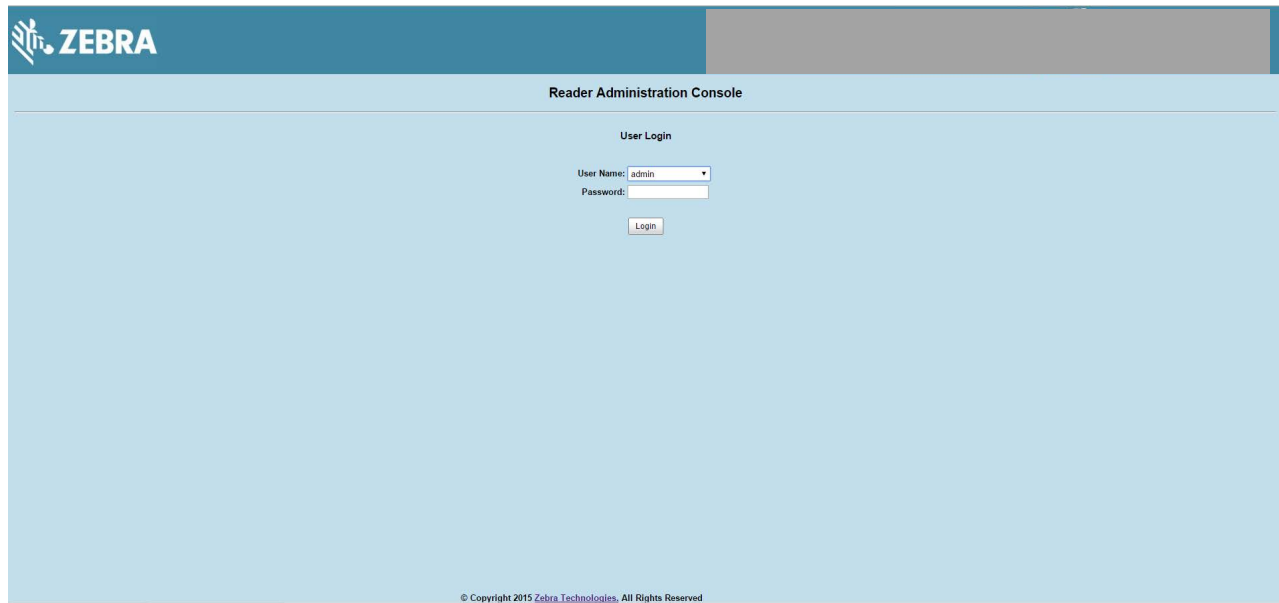 ZEBRA
Reader Administration Console
User Login
User Name: admin
Password:
Login
© Copyright 2015 Zebra Technologies. All Rights Reserved